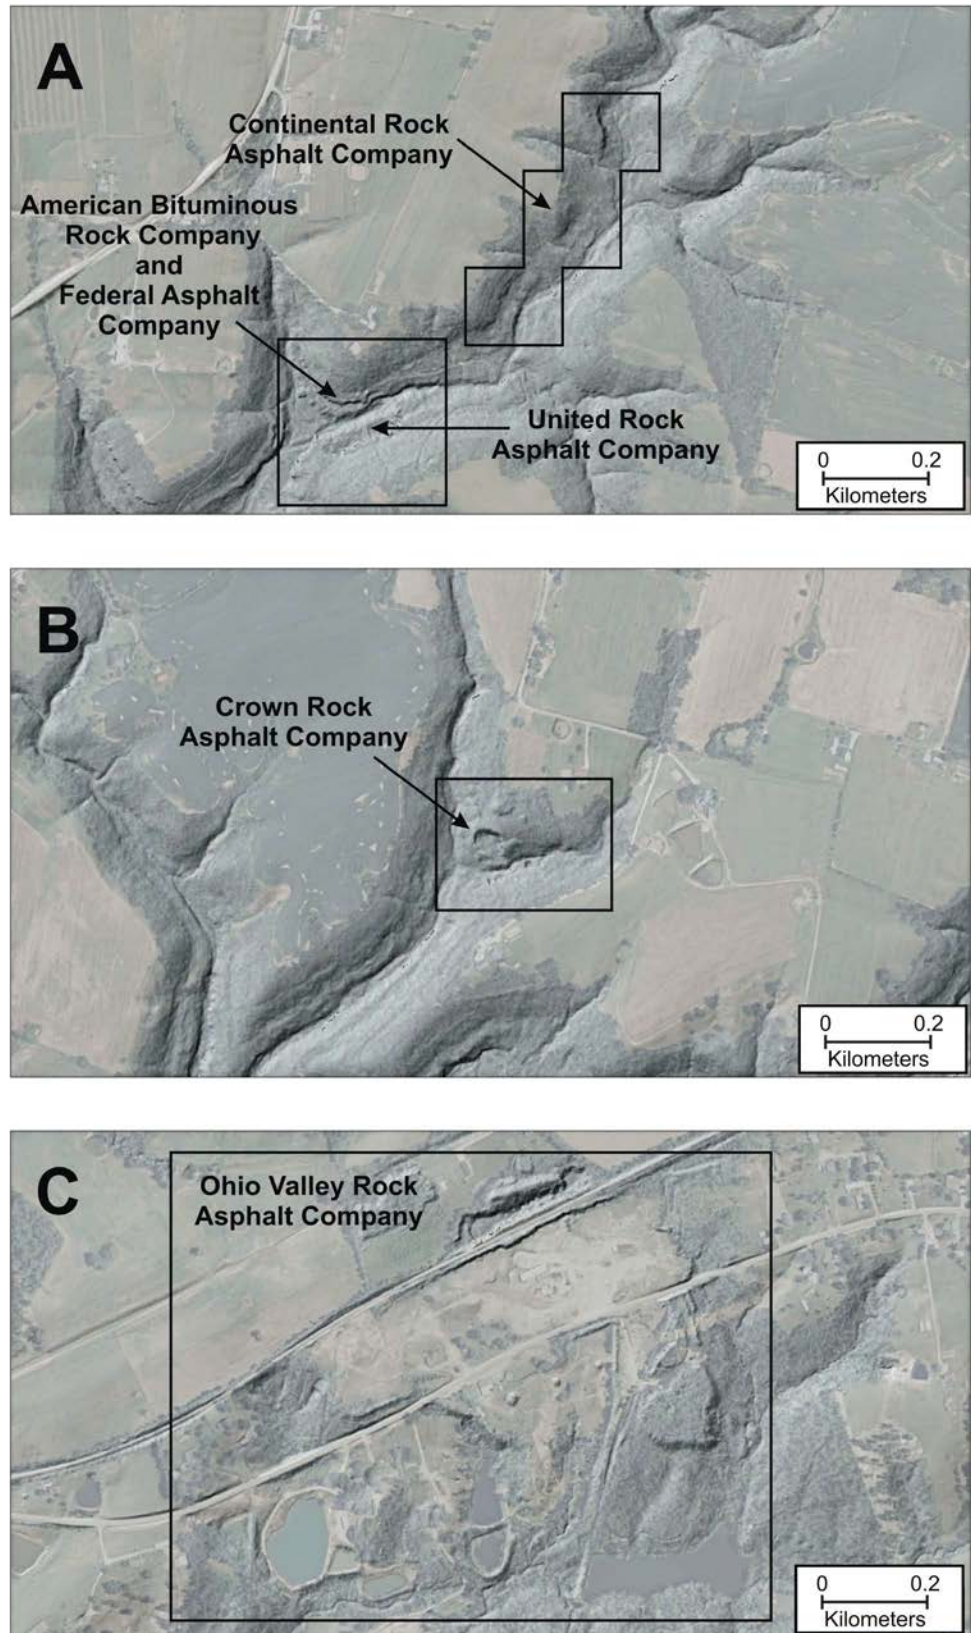 A
Continental Rock
Asphalt Company
American Bituminous
Rock Company
and
Federal Asphalt
Company
United Rock
Asphalt Company
0 0.2
Kilometers
B
Crown Rock
Asphalt Company
0 0.2
Kilometers
C
Ohio Valley Rock
Asphalt Company
0 0.2
Kilometers